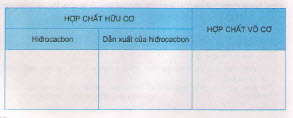 HỢP CHẤT HỮU CƠ
HỢP CHẤT VÔ CƠ
Hiđrocacbon
Dẫn xuất của hiđrocacbon